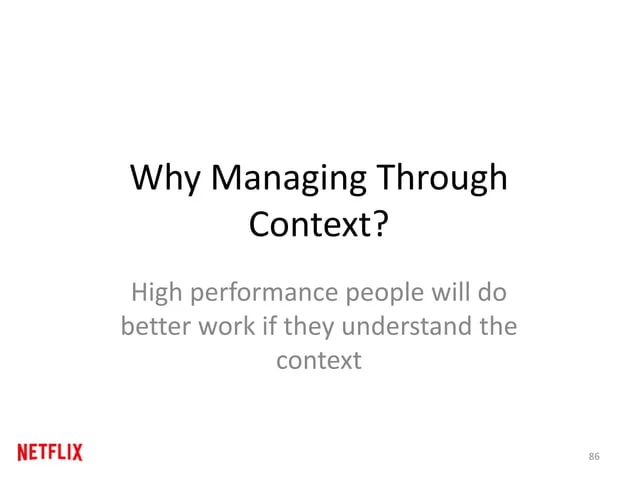 Why Managing Through
Context?
High performance people will do
better work if they understand the
context
NETFLIX
86